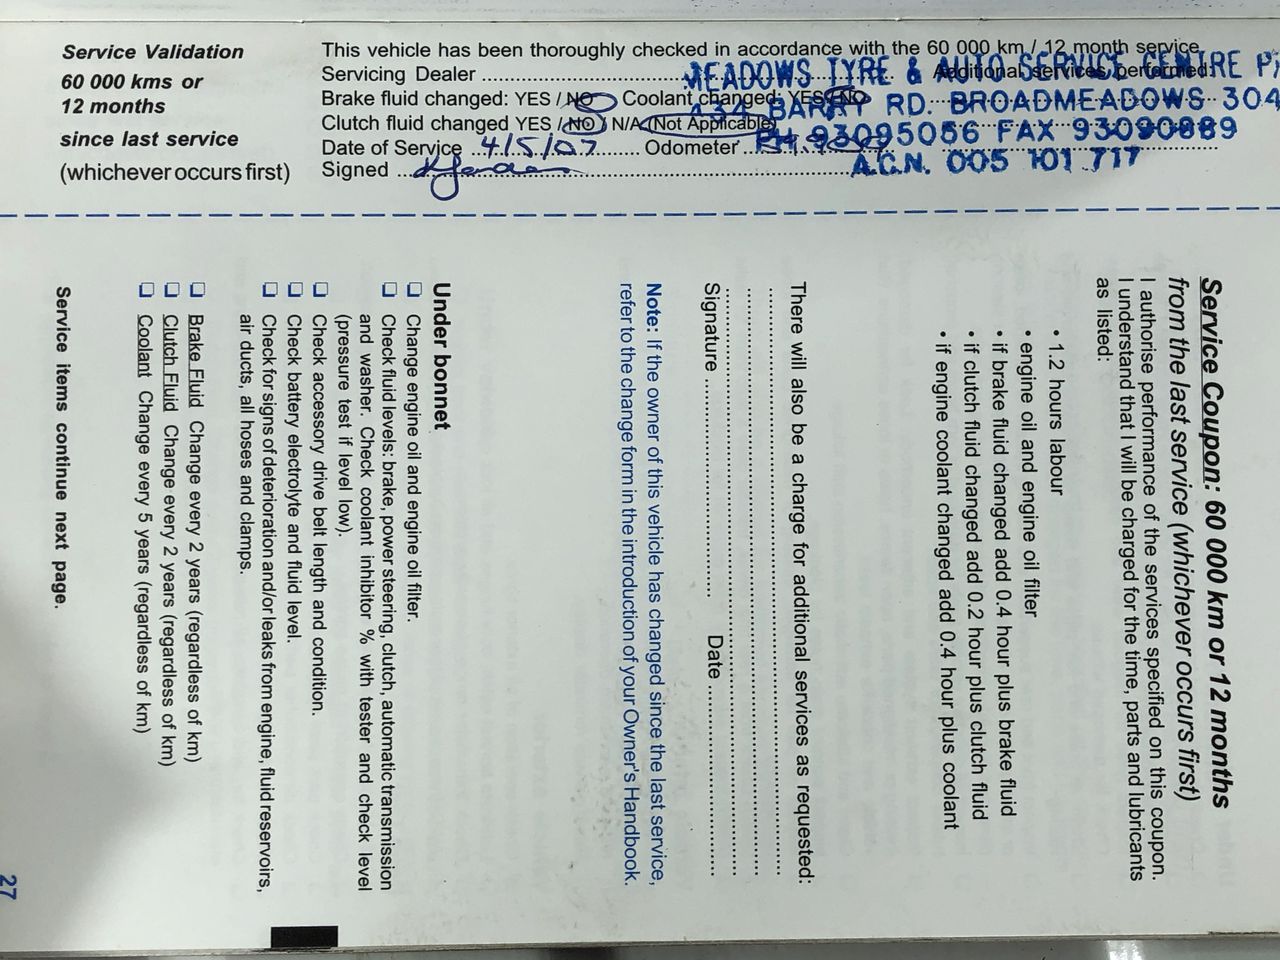 Service Validation
60 000 kms or
12 months
since last service
(whichever occurs first)
This vehicle has been thoroughly checked in accordance with the 60 000 km / 12 month service
Servicing Dealer
Additional services performed:
Brake fluid changed: YES / NO Coolant changed: YES / NO
Clutch fluid changed YES / NO / N/A (Not Applicable)
Date of Service 4/5/07 Odometer
Signed
MEADOWS TYRE & AUTO SERVICE CENTRE
434 BARRY RD. BROADMEADOWS 304
PH. 93095056 FAX 93090889
A.C.N. 005 101 717
Service Coupon: 60 000 km or 12 months
from the last service (whichever occurs first)
I authorise performance of the services specified on this coupon.
I understand that I will be charged for the time, parts and lubricants
as listed:
• 1.2 hours labour
• engine oil and engine oil filter
• if brake fluid changed add 0.4 hour plus brake fluid
• if clutch fluid changed add 0.2 hour plus clutch fluid
• if engine coolant changed add 0.4 hour plus coolant
There will also be a charge for additional services as requested:
Signature Date
Note: If the owner of this vehicle has changed since the last service,
refer to the change form in the introduction of your Owner's Handbook.
Under bonnet
❏ Change engine oil and engine oil filter.
❏ Check fluid levels: brake, power steering, clutch, automatic transmission
and washer. Check coolant inhibitor % with tester and check level
(pressure test if level low).
❏ Check accessory drive belt length and condition.
❏ Check battery electrolyte and fluid level.
❏ Check for signs of deterioration and/or leaks from engine, fluid reservoirs,
air ducts, all hoses and clamps.
❏ Brake Fluid Change every 2 years (regardless of km)
❏ Clutch Fluid Change every 2 years (regardless of km)
❏ Coolant Change every 5 years (regardless of km)
Service items continue next page.
27